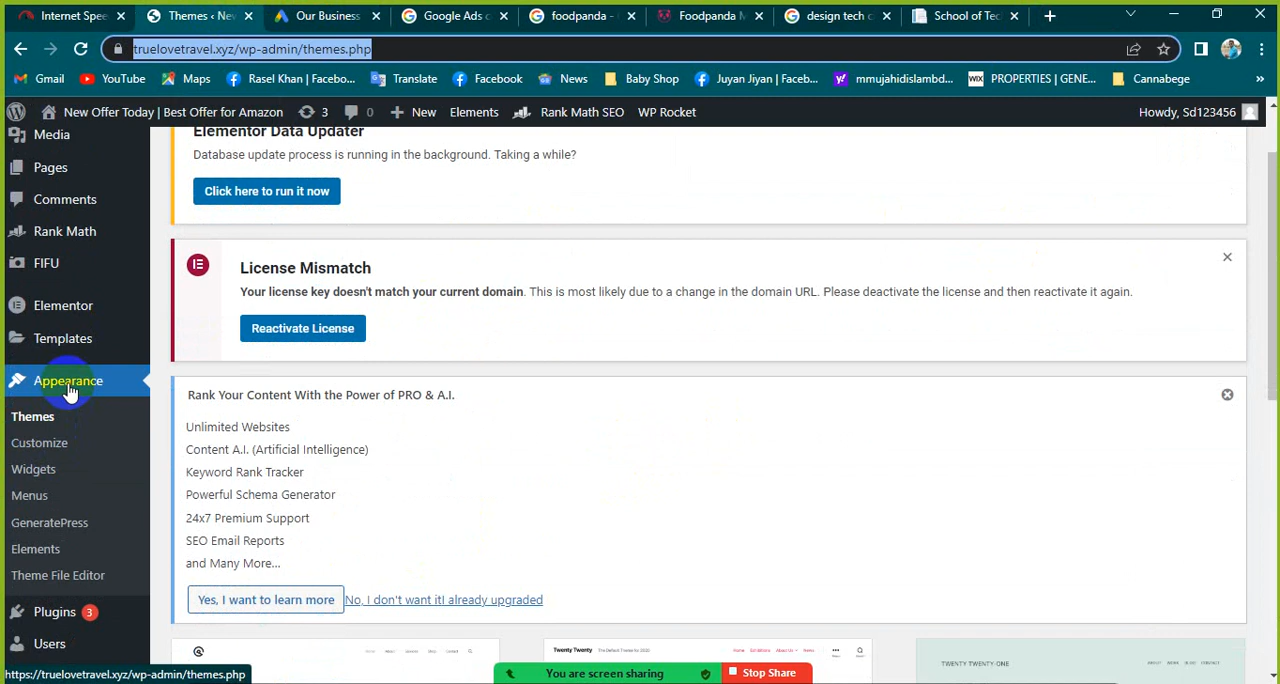 Internet Spee
Themes ‹ Nev
Our Business
Google Ads c
foodpanda -
Foodpanda M
design tech c
School of Tec
truelovetravel.xyz/wp-admin/themes.php
Gmail
YouTube
Maps
Rasel Khan | Facebo...
Translate
Facebook
News
Baby Shop
Juyan Jiyan | Faceb...
mmujahidislambd...
WIX
PROPERTIES | GENE...
Cannabege
»
New Offer Today | Best Offer for Amazon
3
0
New
Elements
Rank Math SEO
WP Rocket
Howdy, Sd123456
Media
Pages
Comments
Rank Math
FIFU
Elementor
Templates
Appearance
Themes
Customize
Widgets
Menus
GeneratePress
Elements
Theme File Editor
Plugins 3
Users
Elementor Data Updater
Database update process is running in the background. Taking a while?
Click here to run it now
License Mismatch
Your license key doesn't match your current domain. This is most likely due to a change in the domain URL. Please deactivate the license and then reactivate it again.
Reactivate License
Rank Your Content With the Power of PRO & A.I.
Unlimited Websites
Content A.I. (Artificial Intelligence)
Keyword Rank Tracker
Powerful Schema Generator
24x7 Premium Support
SEO Email Reports
and Many More...
Yes, I want to learn more
No, I don't want it
I already upgraded
Twenty Twenty
TWENTY TWENTY-ONE
https://truelovetravel.xyz/wp-admin/themes.php
You are screen sharing
Stop Share